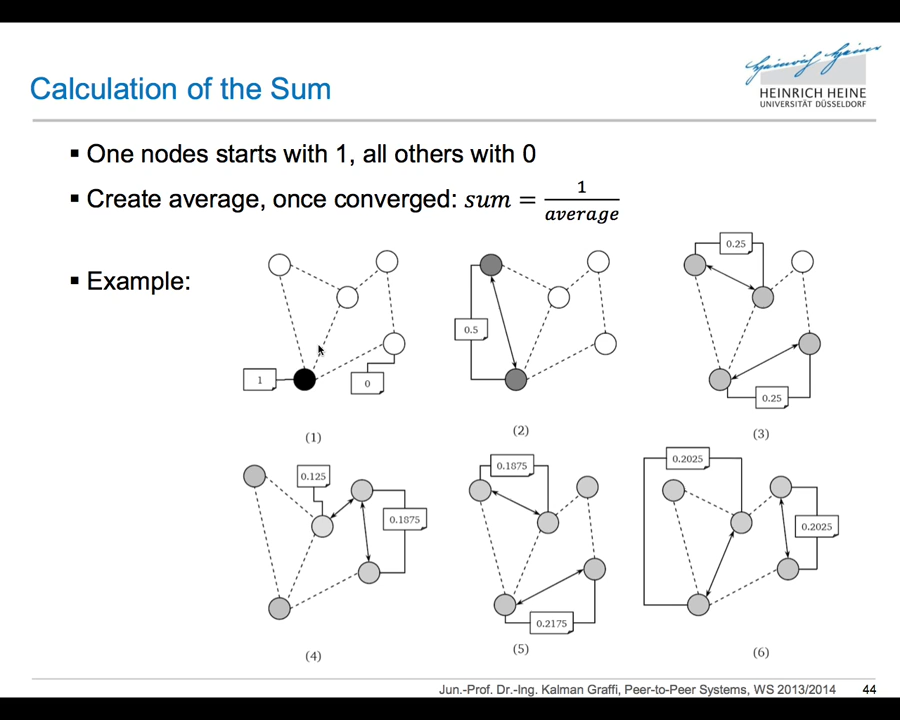 Heinrich Heine
HEINRICH HEINE
UNIVERSITÄT DÜSSELDORF
Calculation of the Sum
▪ One nodes starts with 1, all others with 0
▪ Create average, once converged: sum = 1/average
▪ Example:
1
0
(1)
0.5
(2)
0.25
0.25
(3)
0.125
0.1875
(4)
0.1875
0.2175
(5)
0.2025
0.2025
(6)
Jun.-Prof. Dr.-Ing. Kalman Graffi, Peer-to-Peer Systems, WS 2013/2014 44